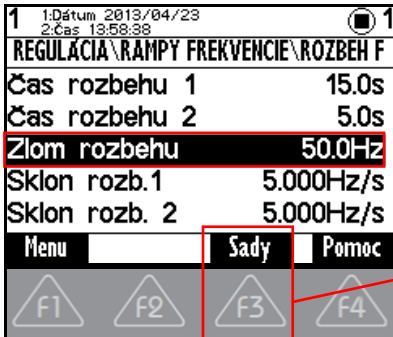 1 1:Dátum 2013/04/23 1
2:Čas 13:58:38
REGULÁCIA\RAMPY FREKVENCIE\ROZBEH F
Čas rozbehu 1 15.0s
Čas rozbehu 2 5.0s
Zlom rozbehu 50.0Hz
Sklon rozb.1 5.000Hz/s
Sklon rozb. 2 5.000Hz/s
Menu Sady Pomoc
F1 F2 F3 F4